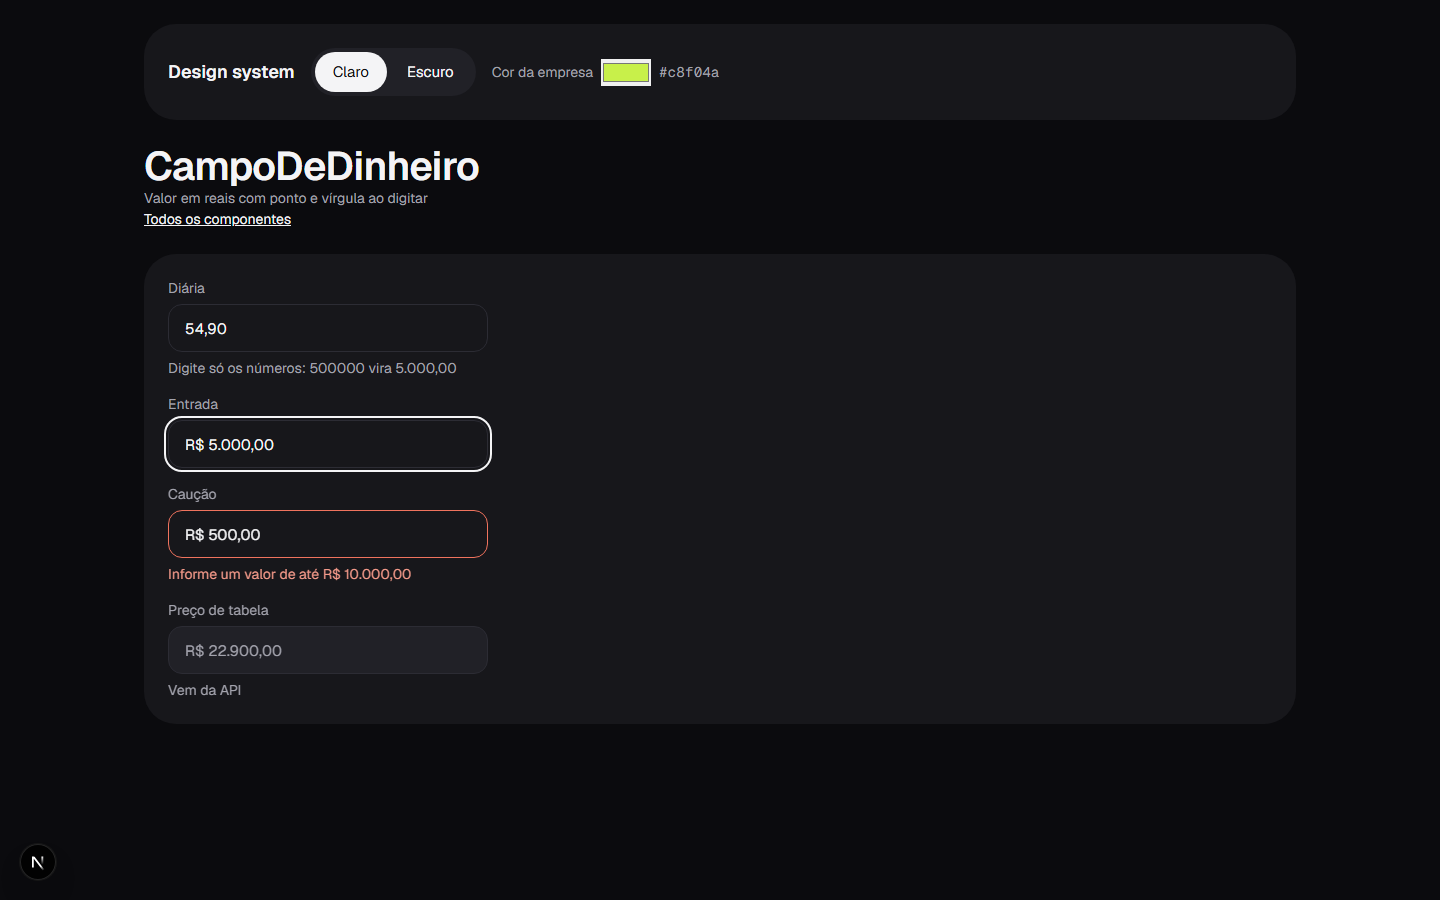 Design system
Claro
Escuro
Cor da empresa
#c8f04a
CampoDeDinheiro
Valor em reais com ponto e vírgula ao digitar
Todos os componentes
Diária
54,90
Digite só os números: 500000 vira 5.000,00
Entrada
R$ 5.000,00
Caução
R$ 500,00
Informe um valor de até R$ 10.000,00
Preço de tabela
R$ 22.900,00
Vem da API
N